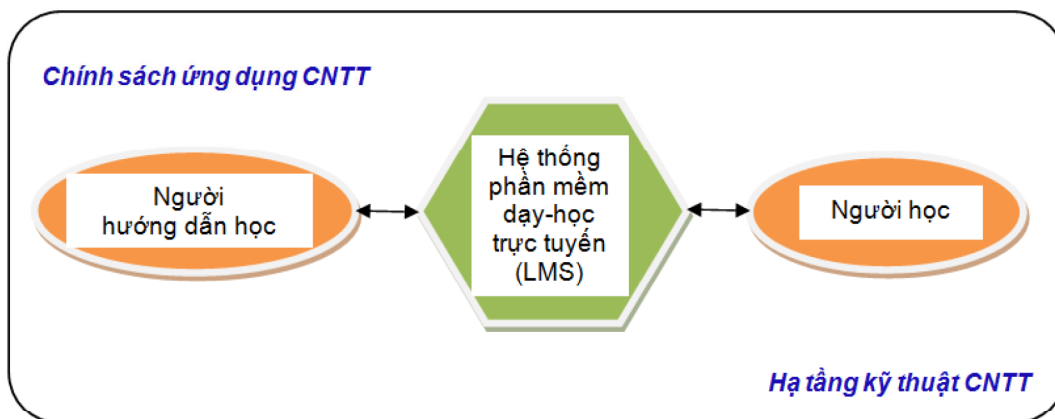 Chính sách ứng dụng CNTT
Người
hướng dẫn học
Hệ thống
phần mềm
dạy-học
trực tuyến
(LMS)
Người học
Hạ tầng kỹ thuật CNTT